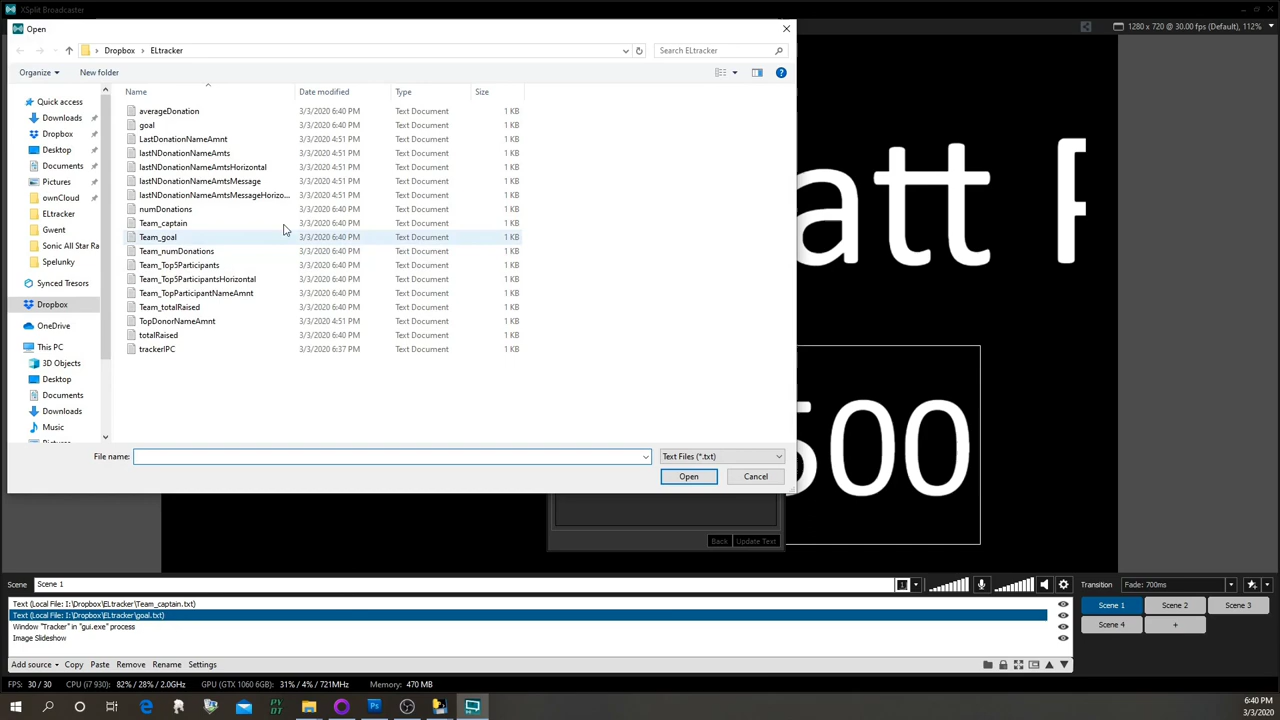 XSplit Broadcaster
Open
1280 x 720 @ 30.00 fps (Default), 112%
Dropbox > ELtracker
Search ELtracker
Organize
New folder
Name
Date modified
Type
Size
Quick access
Downloads
Dropbox
Desktop
Documents
Pictures
ownCloud
ELtracker
Gwent
Sonic All Star Ra
Spelunky
Synced Tresors
Dropbox
OneDrive
This PC
3D Objects
Desktop
Documents
Downloads
Music
averageDonation 3/3/2020 6:40 PM Text Document 1 KB
goal 3/3/2020 6:40 PM Text Document 1 KB
LastDonationNameAmnt 3/3/2020 4:51 PM Text Document 1 KB
lastNDonationNameAmts 3/3/2020 4:51 PM Text Document 1 KB
lastNDonationNameAmtsHorizontal 3/3/2020 4:51 PM Text Document 1 KB
lastNDonationNameAmtsMessage 3/3/2020 4:51 PM Text Document 1 KB
lastNDonationNameAmtsMessageHorizo... 3/3/2020 4:51 PM Text Document 1 KB
numDonations 3/3/2020 6:40 PM Text Document 1 KB
Team_captain 3/3/2020 6:40 PM Text Document 1 KB
Team_goal 3/3/2020 6:40 PM Text Document 1 KB
Team_numDonations 3/3/2020 6:40 PM Text Document 1 KB
Team_Top5Participants 3/3/2020 6:40 PM Text Document 1 KB
Team_Top5ParticipantsHorizontal 3/3/2020 6:40 PM Text Document 1 KB
Team_TopParticipantNameAmnt 3/3/2020 6:40 PM Text Document 1 KB
Team_totalRaised 3/3/2020 6:40 PM Text Document 1 KB
TopDonorNameAmnt 3/3/2020 4:51 PM Text Document 1 KB
totalRaised 3/3/2020 6:40 PM Text Document 1 KB
trackerIPC 3/3/2020 6:37 PM Text Document 1 KB
att
500
File name:
Text Files (*.txt)
Open
Cancel
Back
Update Text
Scene
Scene 1
1
Transition
Fade: 700ms
Text (Local File: I:\Dropbox\ELtracker\Team_captain.txt)
Text (Local File: I:\Dropbox\ELtracker\goal.txt)
Window "Tracker" in "gui.exe" process
Image Slideshow
Scene 1
Scene 2
Scene 3
Scene 4
+
Add source
Copy
Paste
Remove
Rename
Settings
FPS: 30 / 30
CPU (i7 930): 82% / 28% / 2.0GHz
GPU (GTX 1060 6GB): 31% / 4% / 721MHz
Memory: 470 MB
6:40 PM
3/3/2020